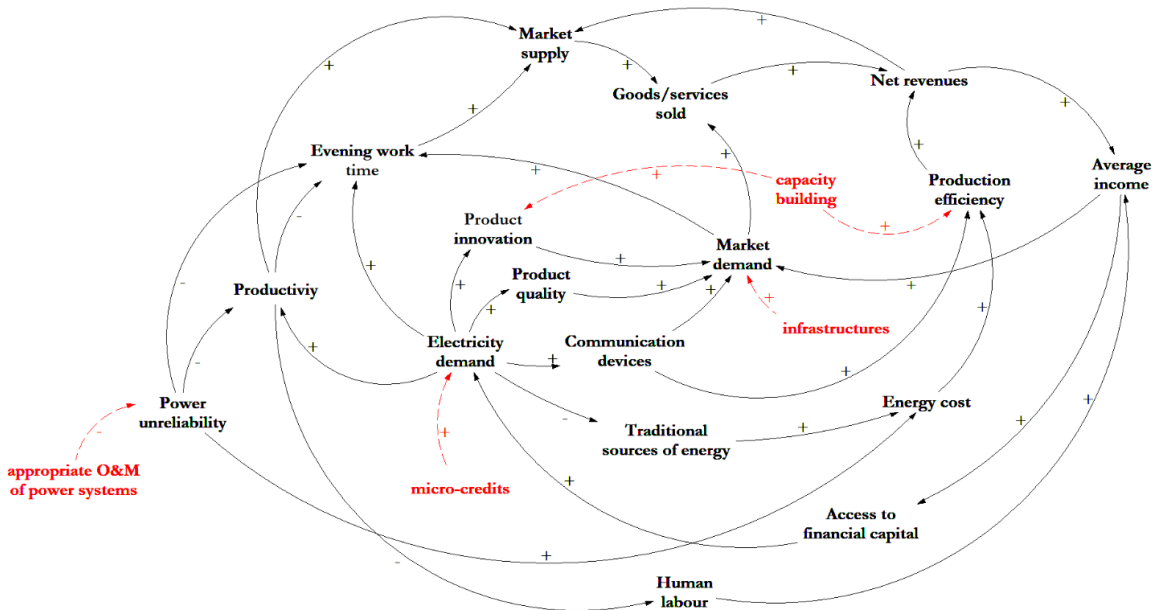 Market
supply
+
+
+
+
Net revenues
+
Goods/services
sold
+
+
Evening work
time
+
+
+
Average
income
capacity
building
+
Production
efficiency
-
Product
innovation
+
Market
demand
+
+
-
Productiviy
+
Product
quality
+
+
+
+
+
infrastructures
+
+
Electricity
demand
+
Communication
devices
+
-
Power
unreliability
-
+
-
Traditional
sources of energy
+
Energy cost
+
+
appropriate O&M
of power systems
micro-credits
+
Access to
financial capital
+
-
Human
labour